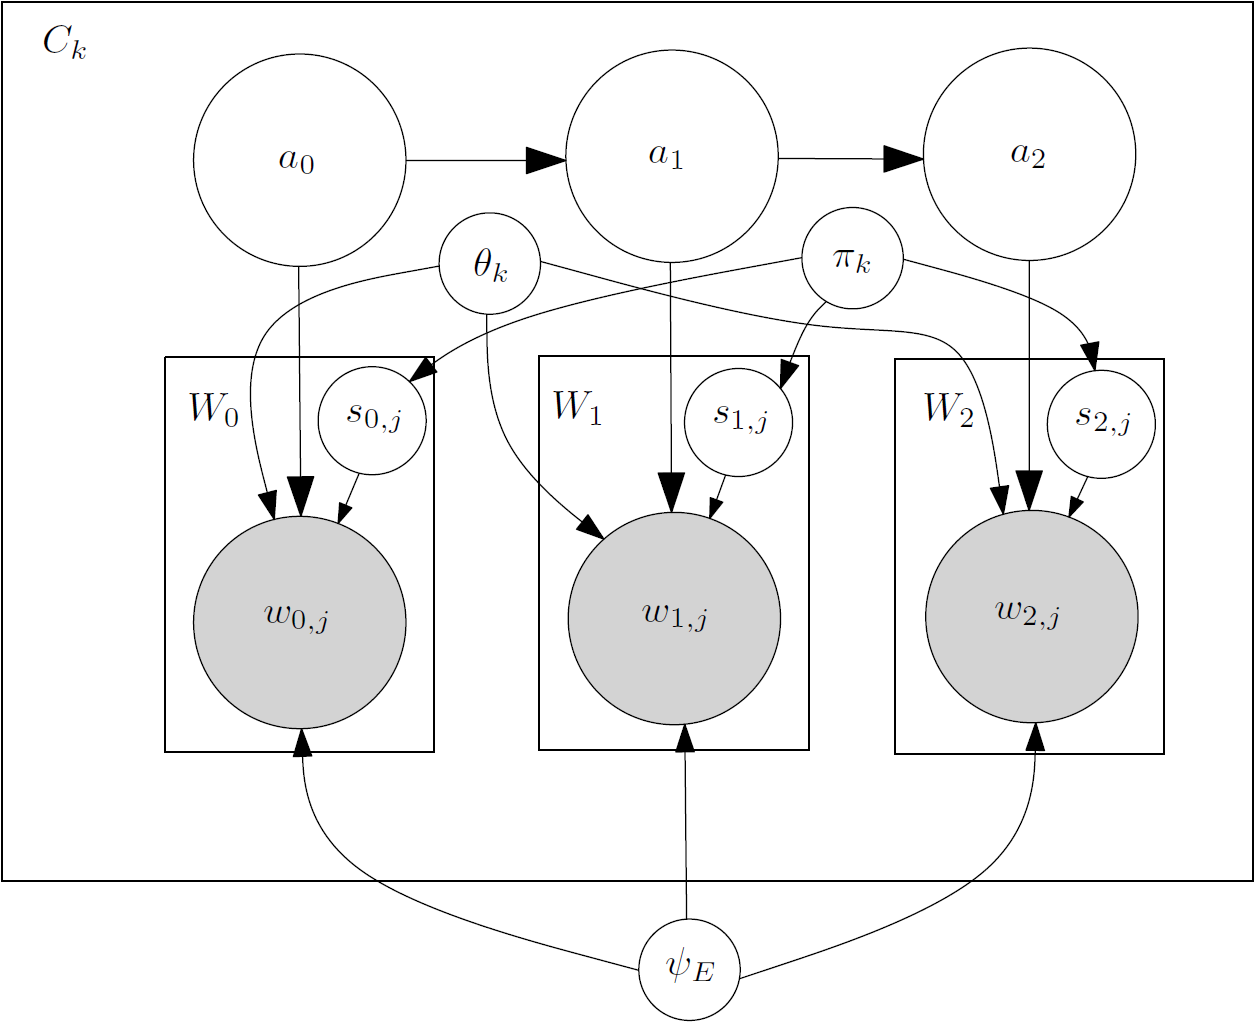 C_k
a_0 a_1 a_2
θ_k π_k
W_0 s_{0,j} W_1 s_{1,j} W_2 s_{2,j}
w_{0,j} w_{1,j} w_{2,j}
ψ_E